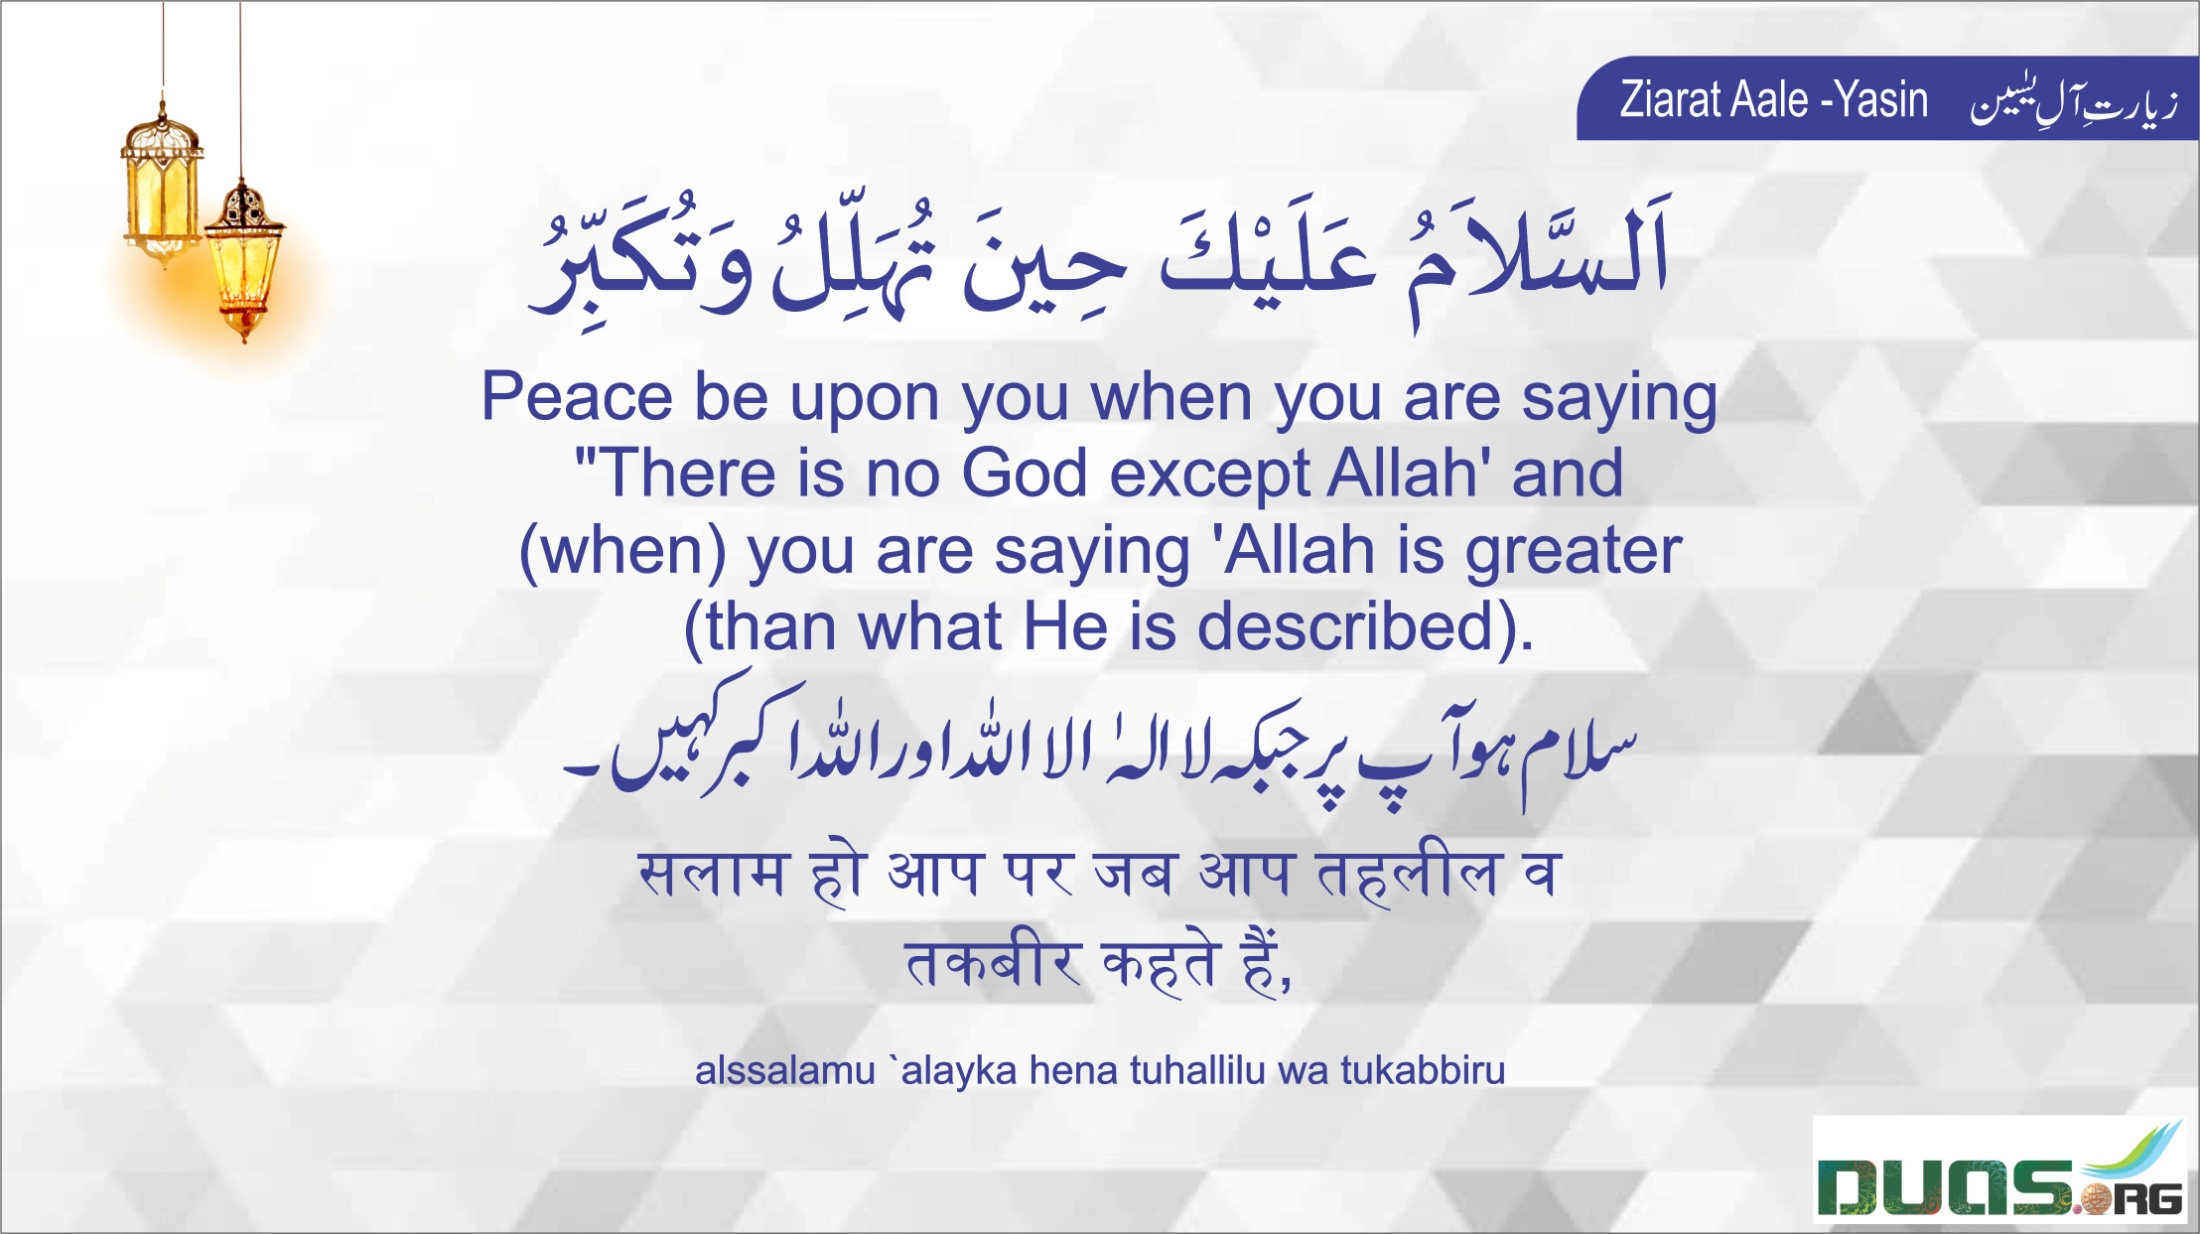 Ziarat Aale -Yasin زیارتِ آلِ یٰسین
اَلسَّلاَمُ عَلَيْكَ حِينَ تُهَلِّلُ وَتُكَبِّرُ
Peace be upon you when you are saying
"There is no God except Allah' and
(when) you are saying 'Allah is greater
(than what He is described).
سلام ہو آپ پر جبکہ لا الہٰ الا اللہ اور اللہ اکبر کہیں۔
सलाम हो आप पर जब आप तहलील व
तकबीर कहते हैं,
alssalamu `alayka hena tuhallilu wa tukabbiru
DUAS.ORG